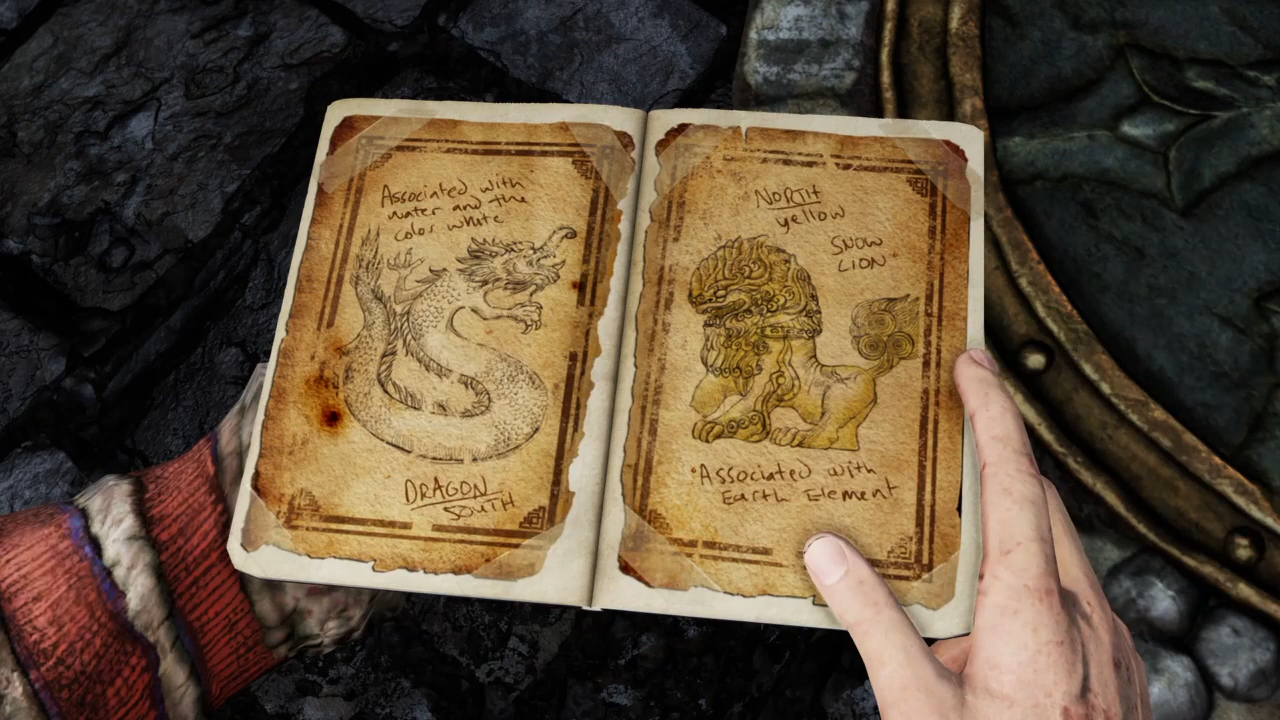 Associated with
water and the
color white
DRAGON
SOUTH
NORTH
yellow
SNOW
LION
Associated with
Earth Element